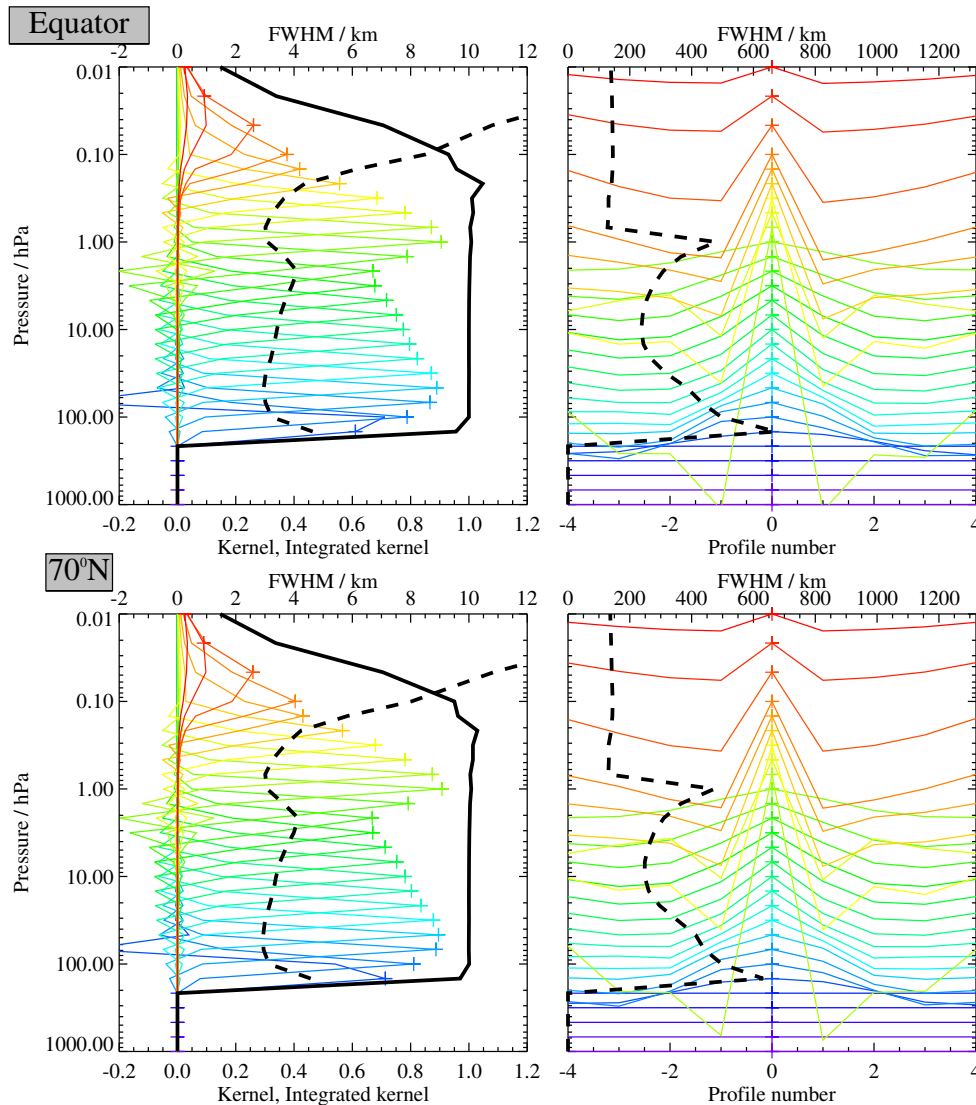 Equator
FWHM / km
FWHM / km
-2 0 2 4 6 8 10 12
0 200 400 600 800 1000 1200
0.01
0.10
1.00
10.00
100.00
1000.00
Pressure / hPa
-0.2 0.0 0.2 0.4 0.6 0.8 1.0 1.2
-4 -2 0 2 4
Kernel, Integrated kernel
Profile number
70⁰N
FWHM / km
FWHM / km
-2 0 2 4 6 8 10 12
0 200 400 600 800 1000 1200
0.01
0.10
1.00
10.00
100.00
1000.00
Pressure / hPa
-0.2 0.0 0.2 0.4 0.6 0.8 1.0 1.2
-4 -2 0 2 4
Kernel, Integrated kernel
Profile number